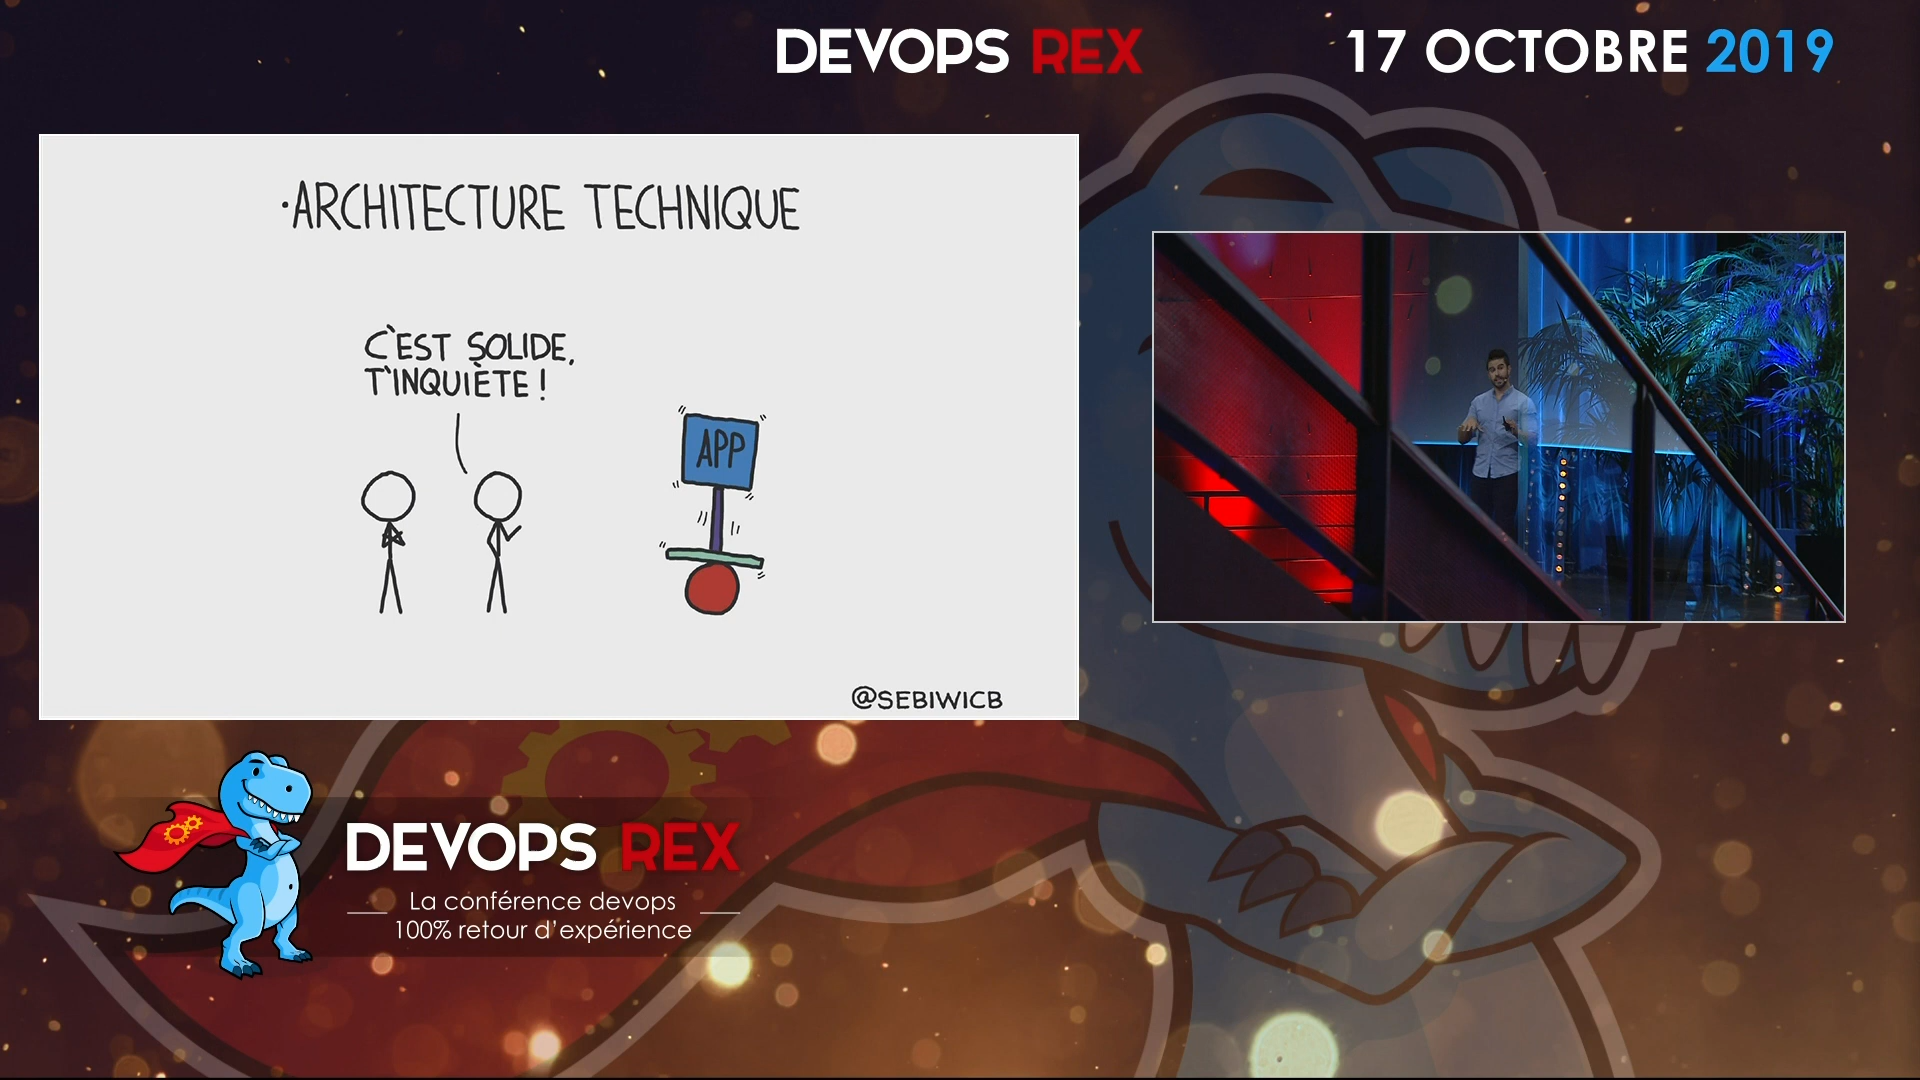 DEVOPS REX
17 OCTOBRE 2019
·ARCHITECTURE TECHNIQUE
C'EST SOLIDE,
T'INQUIÈTE !
APP
@SEBIWICB
DEVOPS REX
La conférence devops
100% retour d'expérience